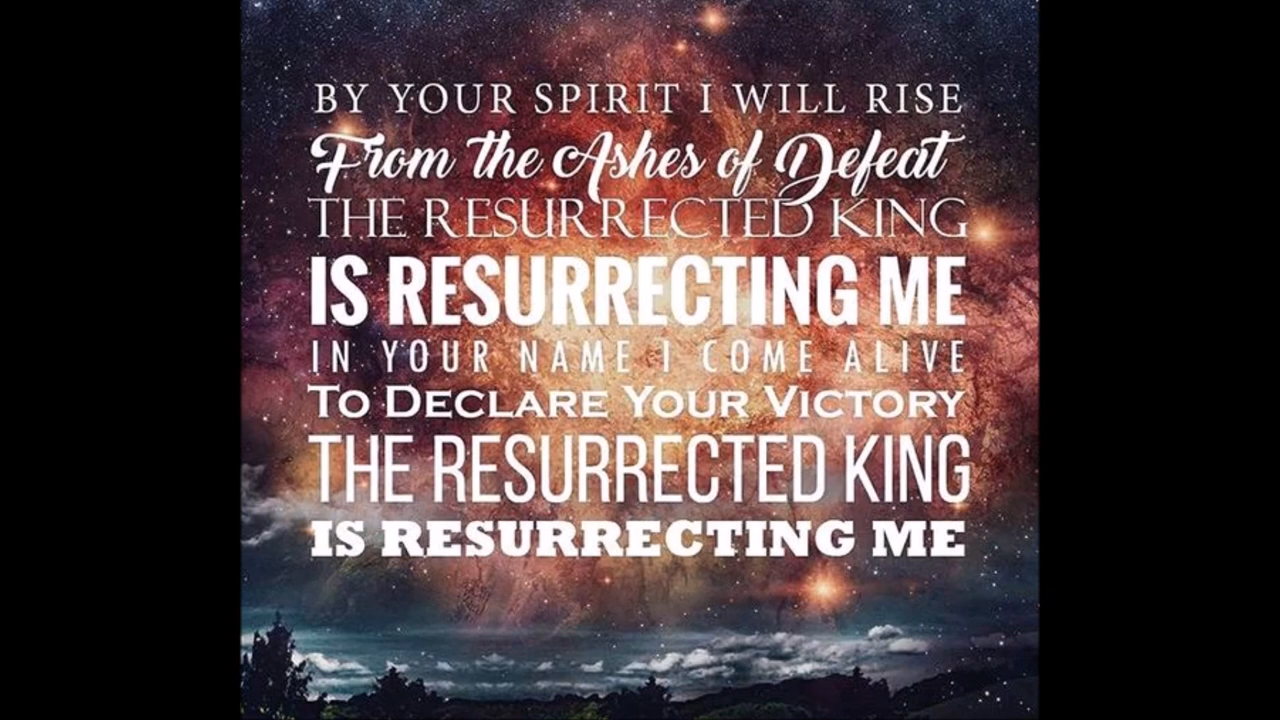 BY YOUR SPIRIT I WILL RISE
From the Ashes of Defeat
THE RESURRECTED KING
IS RESURRECTING ME
IN YOUR NAME I COME ALIVE
TO DECLARE YOUR VICTORY
THE RESURRECTED KING
IS RESURRECTING ME